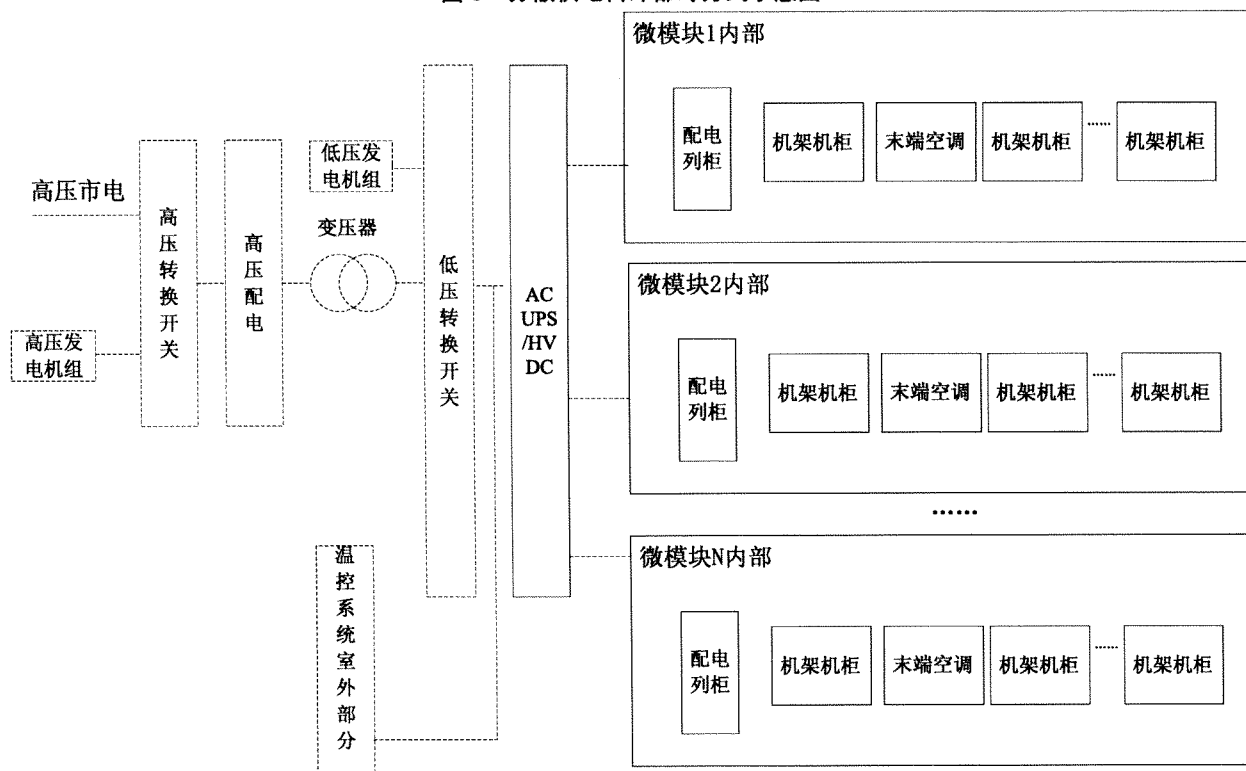 微模块1内部
配电
列柜
机架机柜
末端空调
机架机柜
……
机架机柜
低压发
电机组
高压市电
高压转换开关
高压配电
变压器
低压转换开关
AC
UPS
/HV
DC
高压发
电机组
微模块2内部
配电
列柜
机架机柜
末端空调
机架机柜
……
机架机柜
……
温控系统室外部分
微模块N内部
配电
列柜
机架机柜
末端空调
机架机柜
……
机架机柜